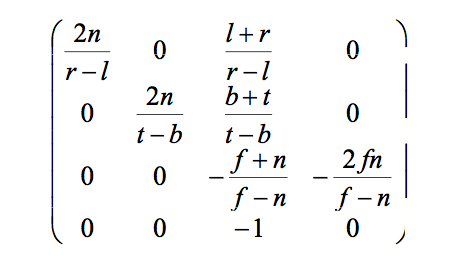 2n/(r−l) 0 (l+r)/(r−l) 0
0 2n/(t−b) (b+t)/(t−b) 0
0 0 −(f+n)/(f−n) −2fn/(f−n)
0 0 −1 0